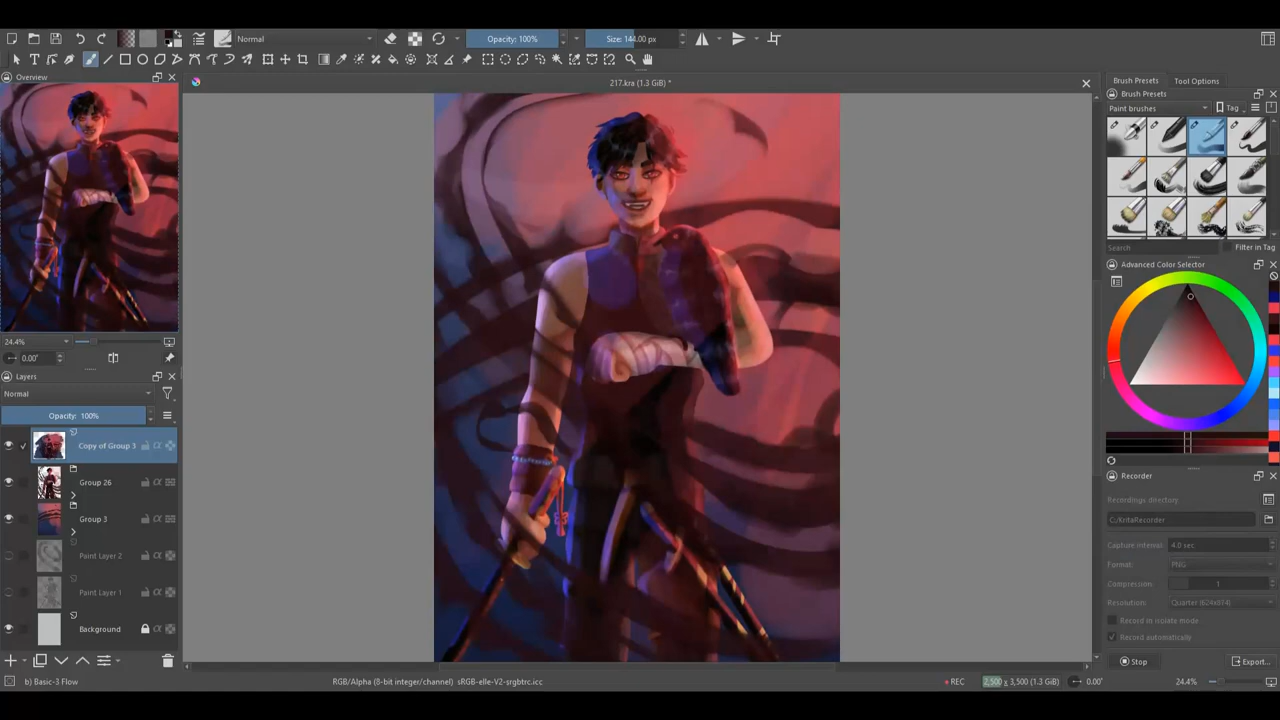 Normal
Opacity: 100%
Size: 144.00 px
Overview
217.kra (1.3 GiB) *
Brush Presets
Tool Options
Brush Presets
Paint brushes
Tag
Search
Filter in Tag
24.4%
0.00°
Layers
Normal
Opacity: 100%
Copy of Group 3
Group 26
Group 3
Paint Layer 2
Paint Layer 1
Background
Advanced Color Selector
Recorder
Recordings directory
C:/KritaRecorder
Capture interval: 4.0 sec
Format: PNG
Compression: 1
Resolution: Quarter (624x874)
Record in isolate mode
Record automatically
Stop
Export...
b) Basic-3 Flow
RGB/Alpha (8-bit integer/channel) sRGB-elle-V2-srgbtrc.icc
REC
2,500 x 3,500 (1.3 GiB)
0.00°
24.4%